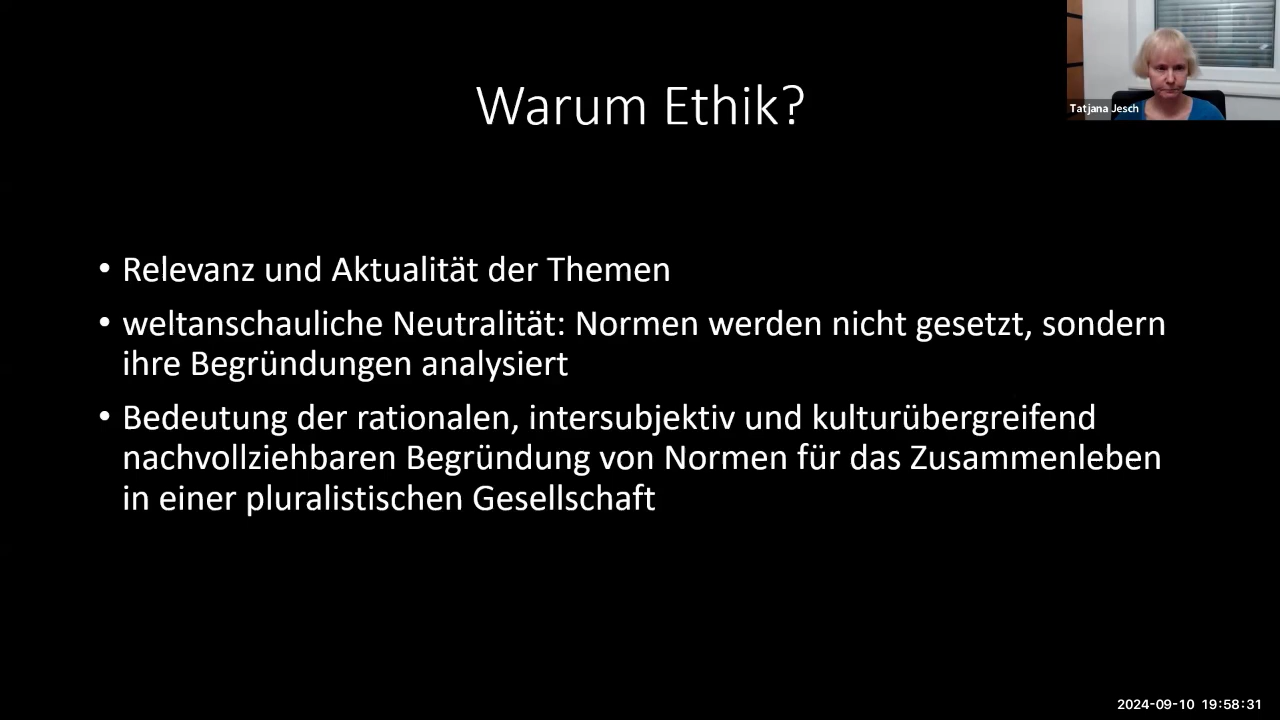 Warum Ethik?
Tatjana Jesch
• Relevanz und Aktualität der Themen
• weltanschauliche Neutralität: Normen werden nicht gesetzt, sondern
ihre Begründungen analysiert
• Bedeutung der rationalen, intersubjektiv und kulturübergreifend
nachvollziehbaren Begründung von Normen für das Zusammenleben
in einer pluralistischen Gesellschaft
2024-09-10 19:58:31